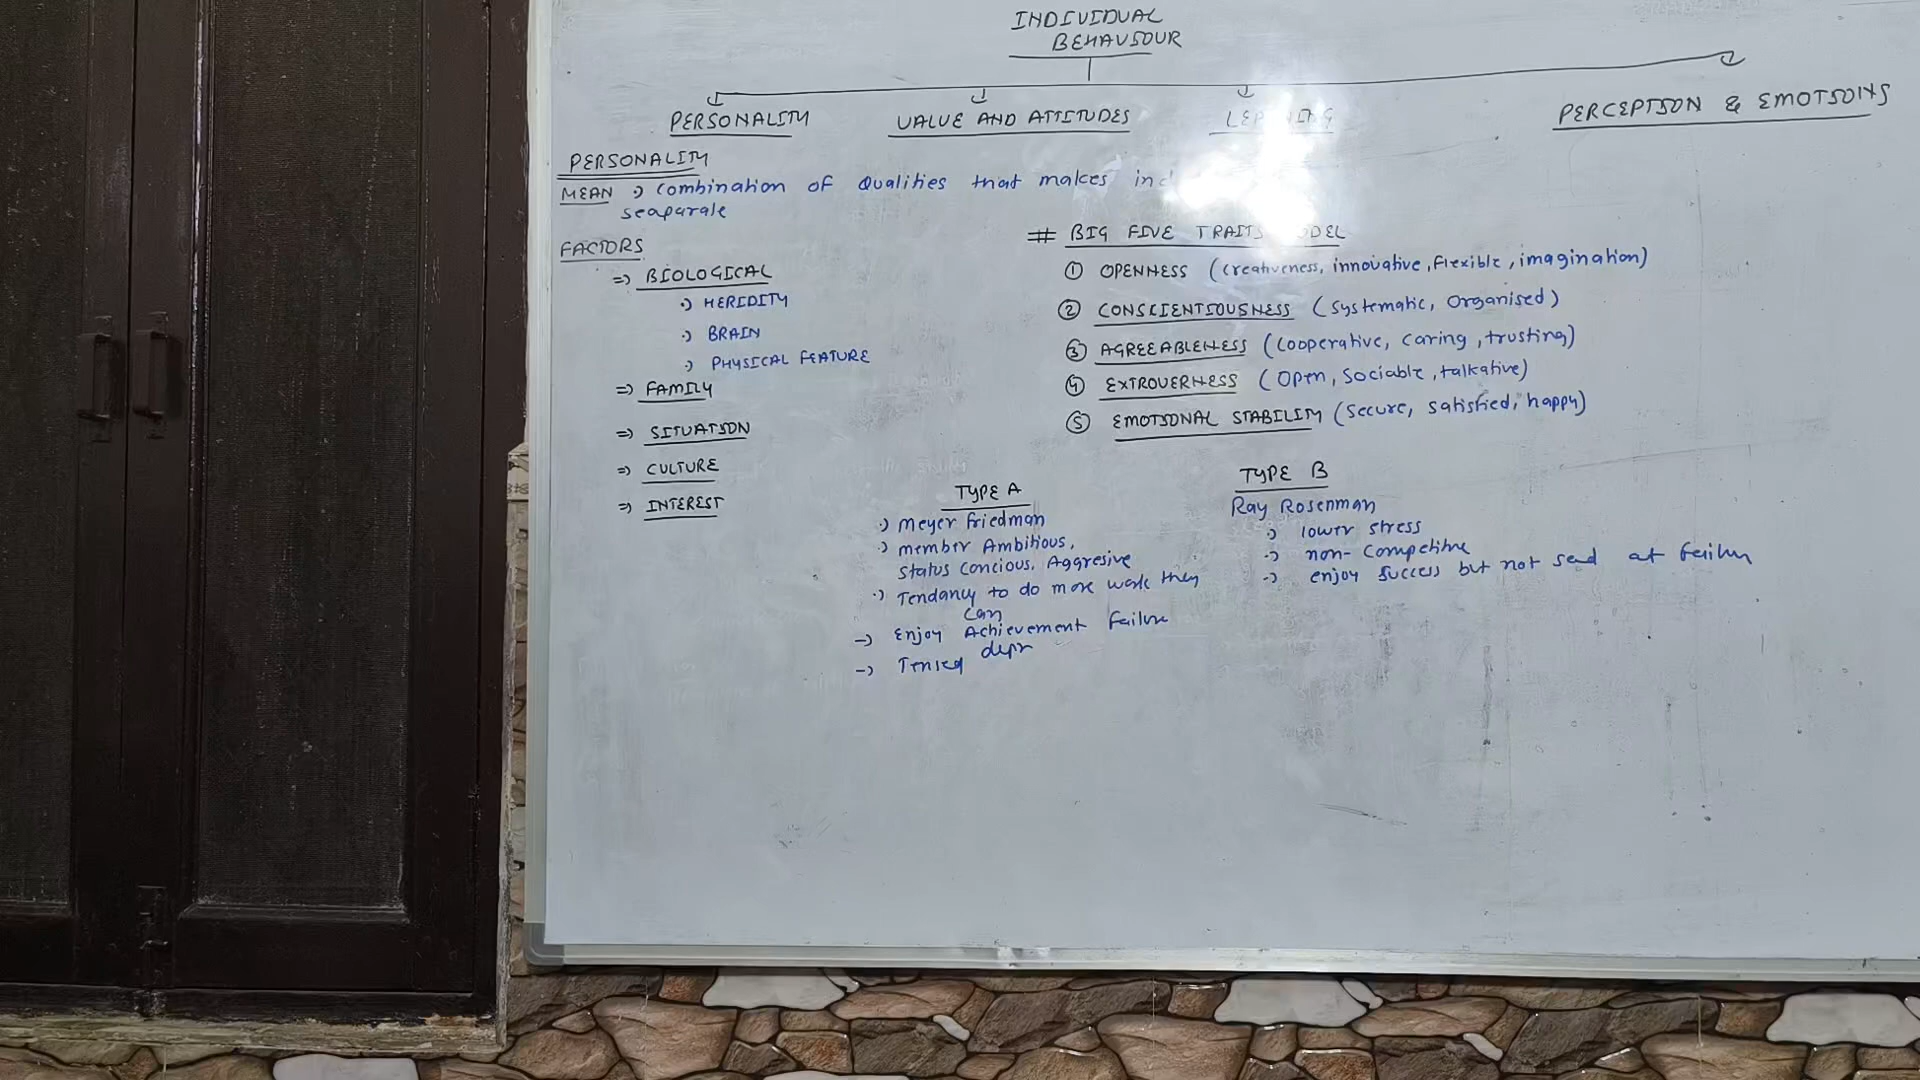 INDIVIDUAL
BEHAVIOUR
PERSONALITY
VALUE AND ATTITUDES
PERCEPTION & EMOTIONS
PERSONALITY
MEAN :) Combination of Qualities that makes
seaparate
FACTORS
=) BIOLOGICAL
·) HERIDITY
·) BRAIN
·) PHYSICAL FEATURE
=) FAMILY
=) SITUATION
=) CULTURE
=) INTEREST
# BIG FIVE TRAITS
① OPENNESS (Creativeness, innovative, flexible, imagination)
② CONSCIENTIOUSNESS (Systematic, Organised)
③ AGREEABLENESS (Cooperative, Caring, trusting)
④ EXTROVERNESS (Open, Sociable, talkative)
⑤ EMOTIONAL STABILITY (Secure, Satisfied, happy)
TYPE A
·) Meyer Friedman
·) member Ambitious,
Status Concious, Aggresive
·) Tendancy to do more work they
can
-) Enjoy Achievement Failure
depr
-) Tensed
TYPE B
Ray Rosenman
·) lower stress
-) non-Competitive
-) enjoy Success but not at